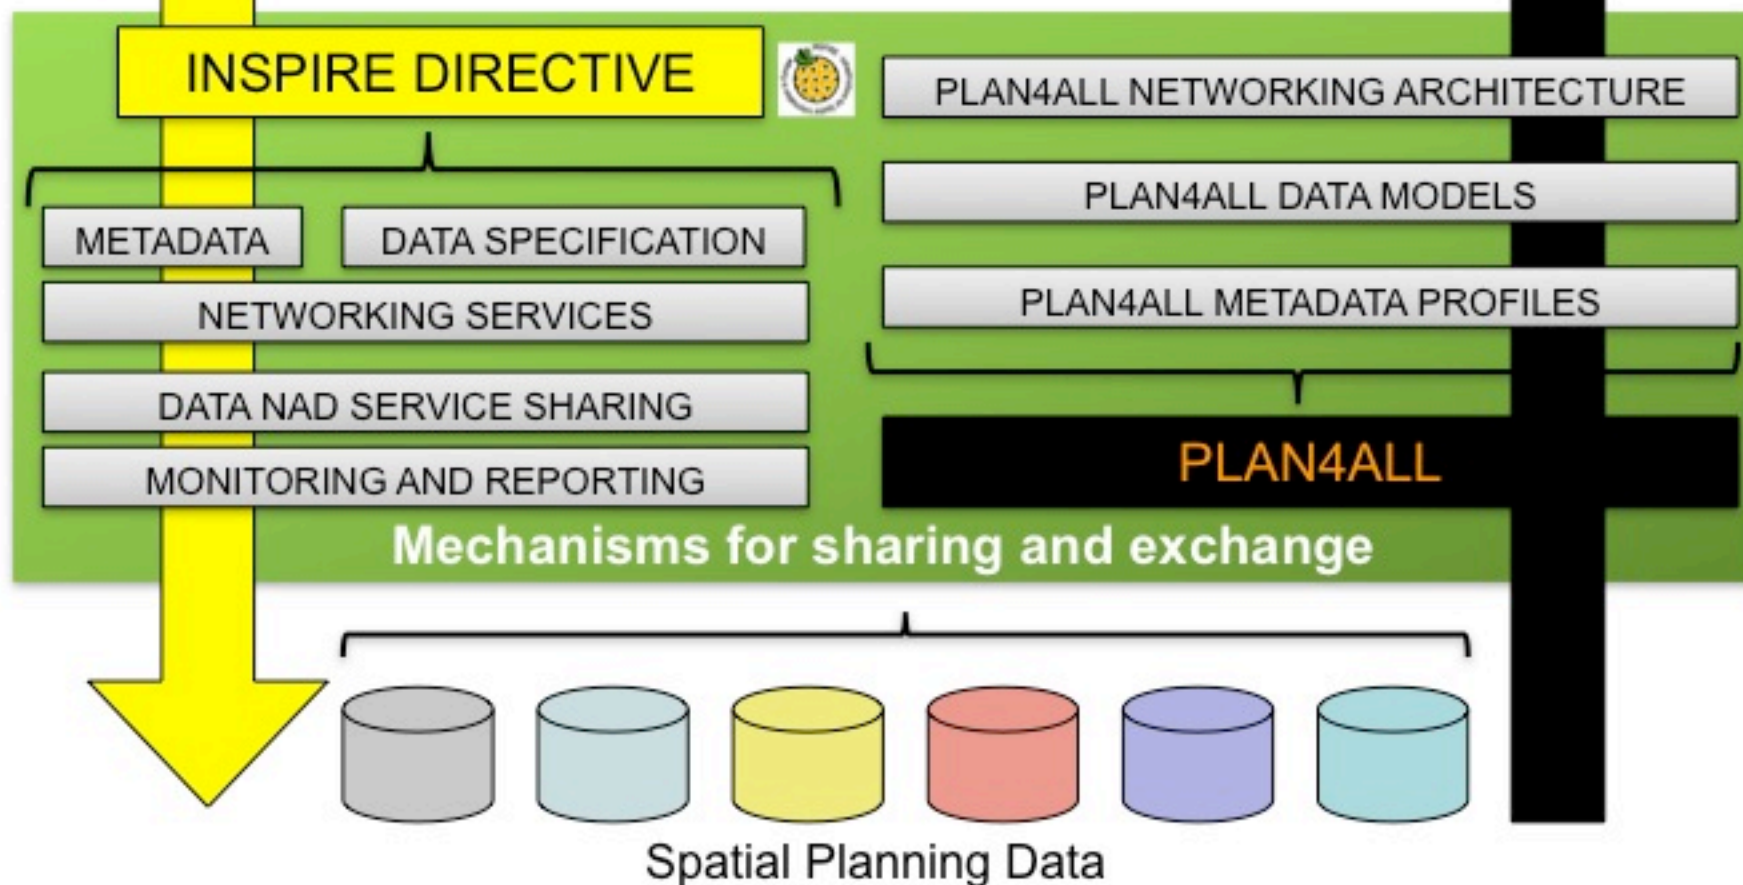 INSPIRE DIRECTIVE
METADATA
DATA SPECIFICATION
NETWORKING SERVICES
DATA NAD SERVICE SHARING
MONITORING AND REPORTING
PLAN4ALL NETWORKING ARCHITECTURE
PLAN4ALL DATA MODELS
PLAN4ALL METADATA PROFILES
PLAN4ALL
Mechanisms for sharing and exchange
Spatial Planning Data